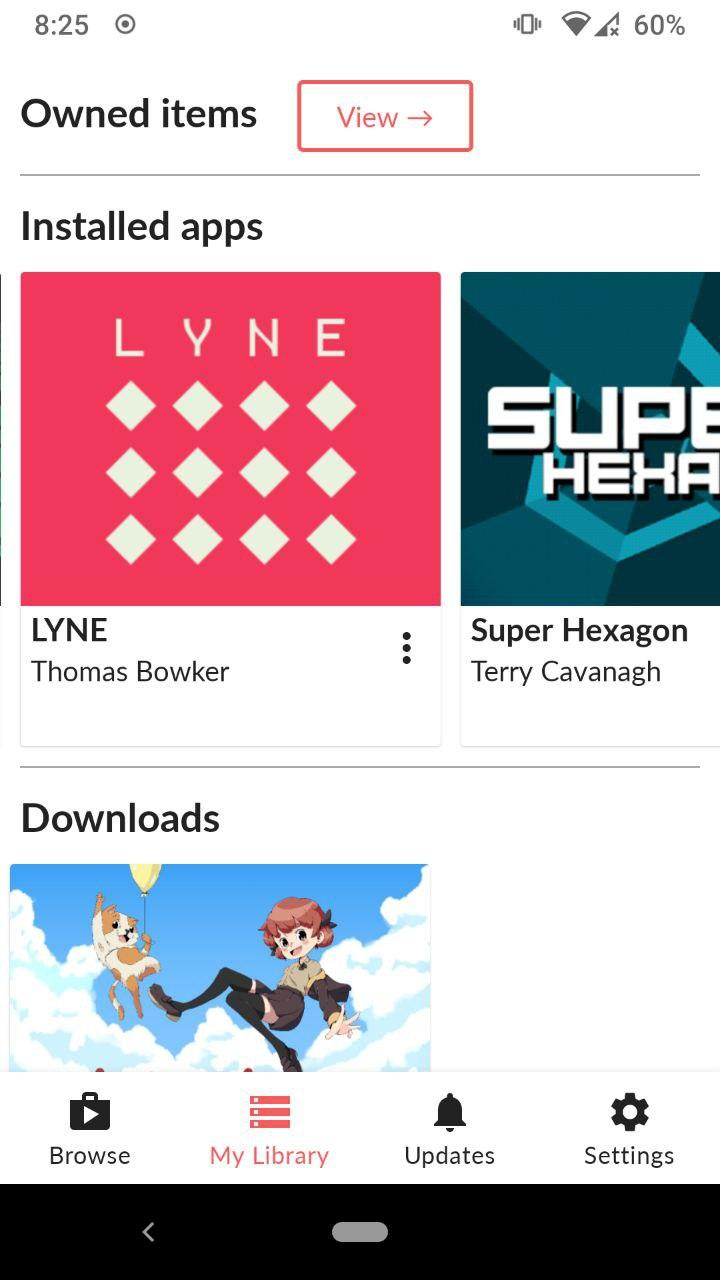 8:25
60%
Owned items
View →
Installed apps
LYNE
SUPE
HEXA
LYNE
Thomas Bowker
Super Hexagon
Terry Cavanagh
Downloads
Browse
My Library
Updates
Settings